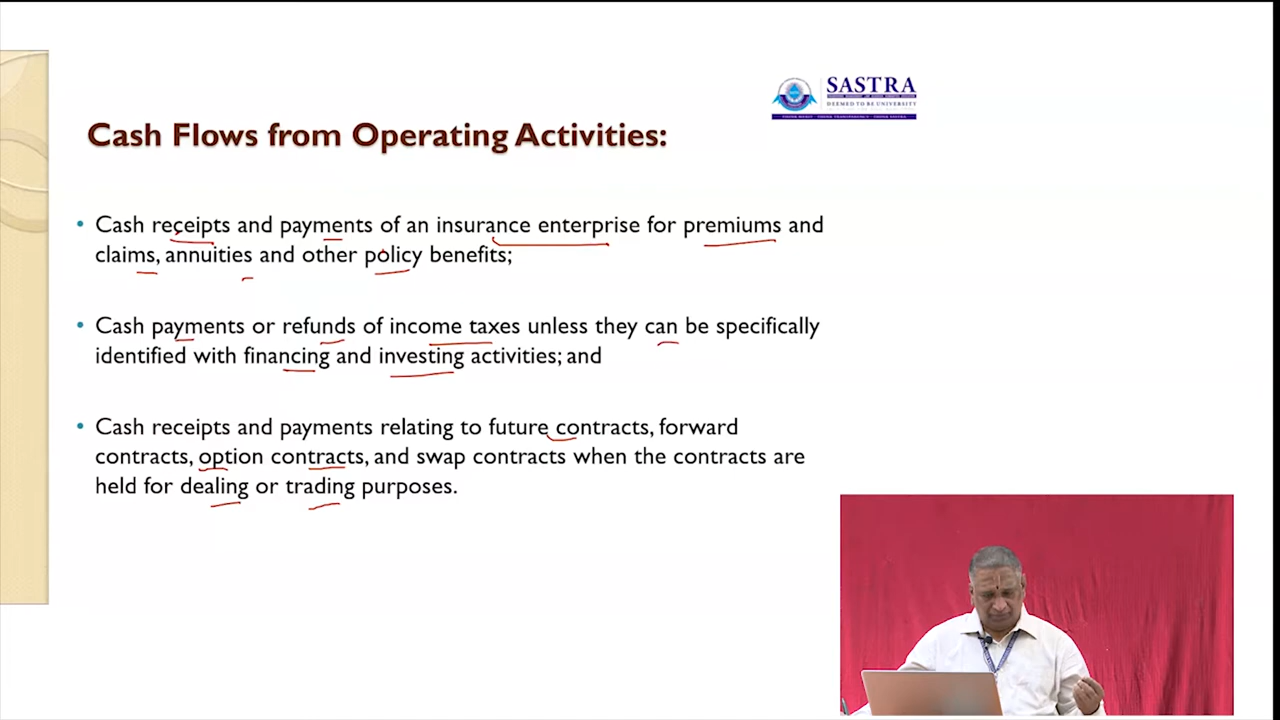 SASTRA
DEEMED TO BE UNIVERSITY
Cash Flows from Operating Activities:
• Cash receipts and payments of an insurance enterprise for premiums and
claims, annuities and other policy benefits;
• Cash payments or refunds of income taxes unless they can be specifically
identified with financing and investing activities; and
• Cash receipts and payments relating to future contracts, forward
contracts, option contracts, and swap contracts when the contracts are
held for dealing or trading purposes.